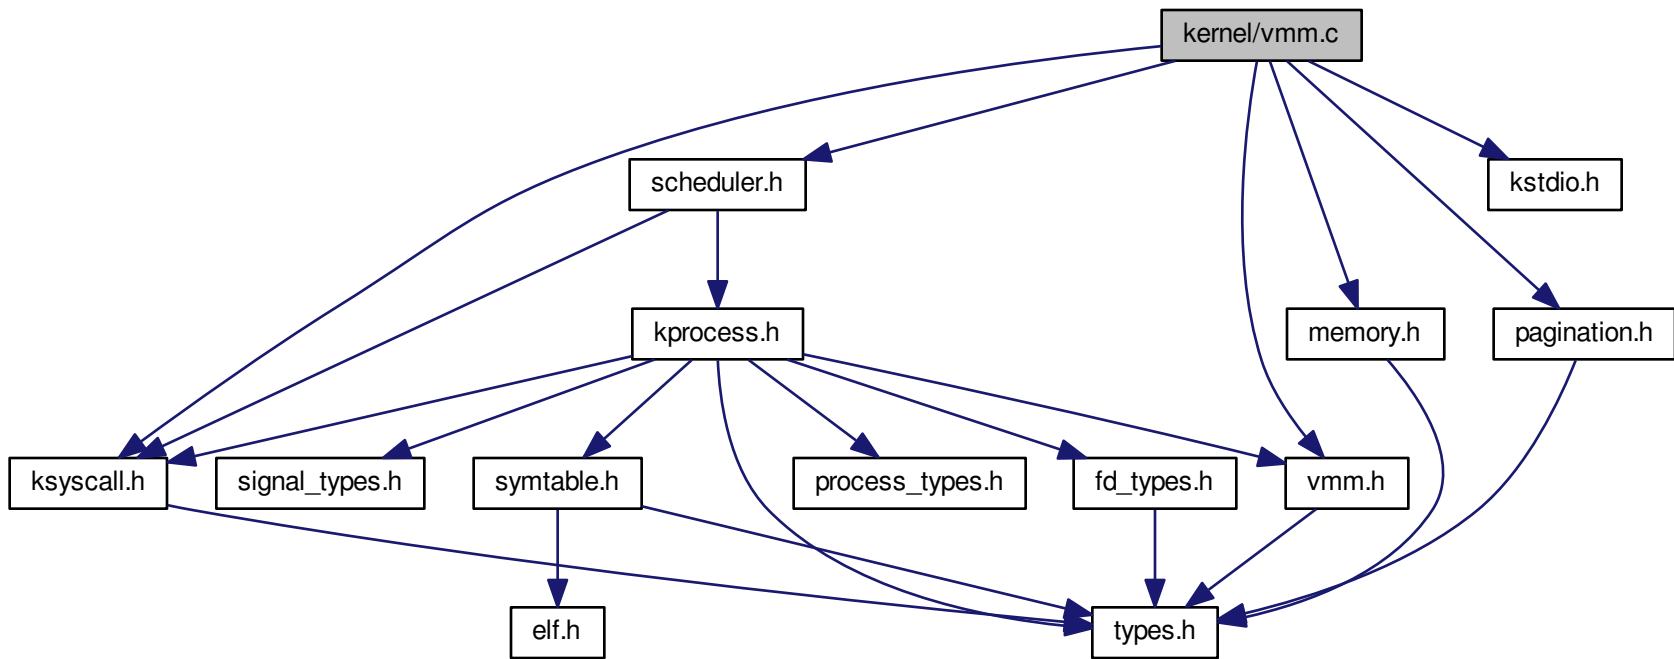 kernel/vmm.c
scheduler.h
kstdio.h
kprocess.h
memory.h
pagination.h
ksyscall.h
signal_types.h
symtable.h
process_types.h
fd_types.h
vmm.h
elf.h
types.h